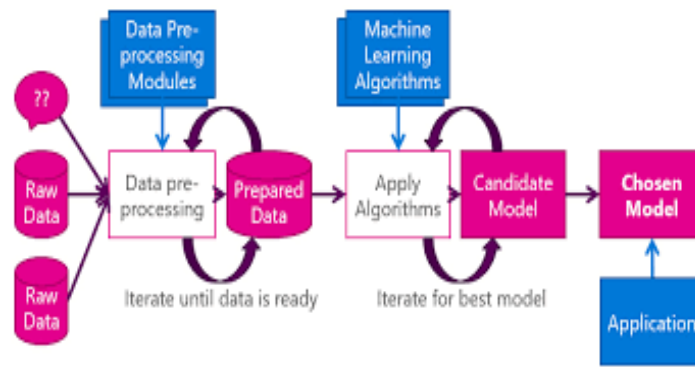 Data Pre-
processing
Modules
Machine
Learning
Algorithms
??
Raw
Data
Data pre-
processing
Prepared
Data
Apply
Algorithms
Candidate
Model
Chosen
Model
Raw
Data
Iterate until data is ready
Iterate for best model
Application